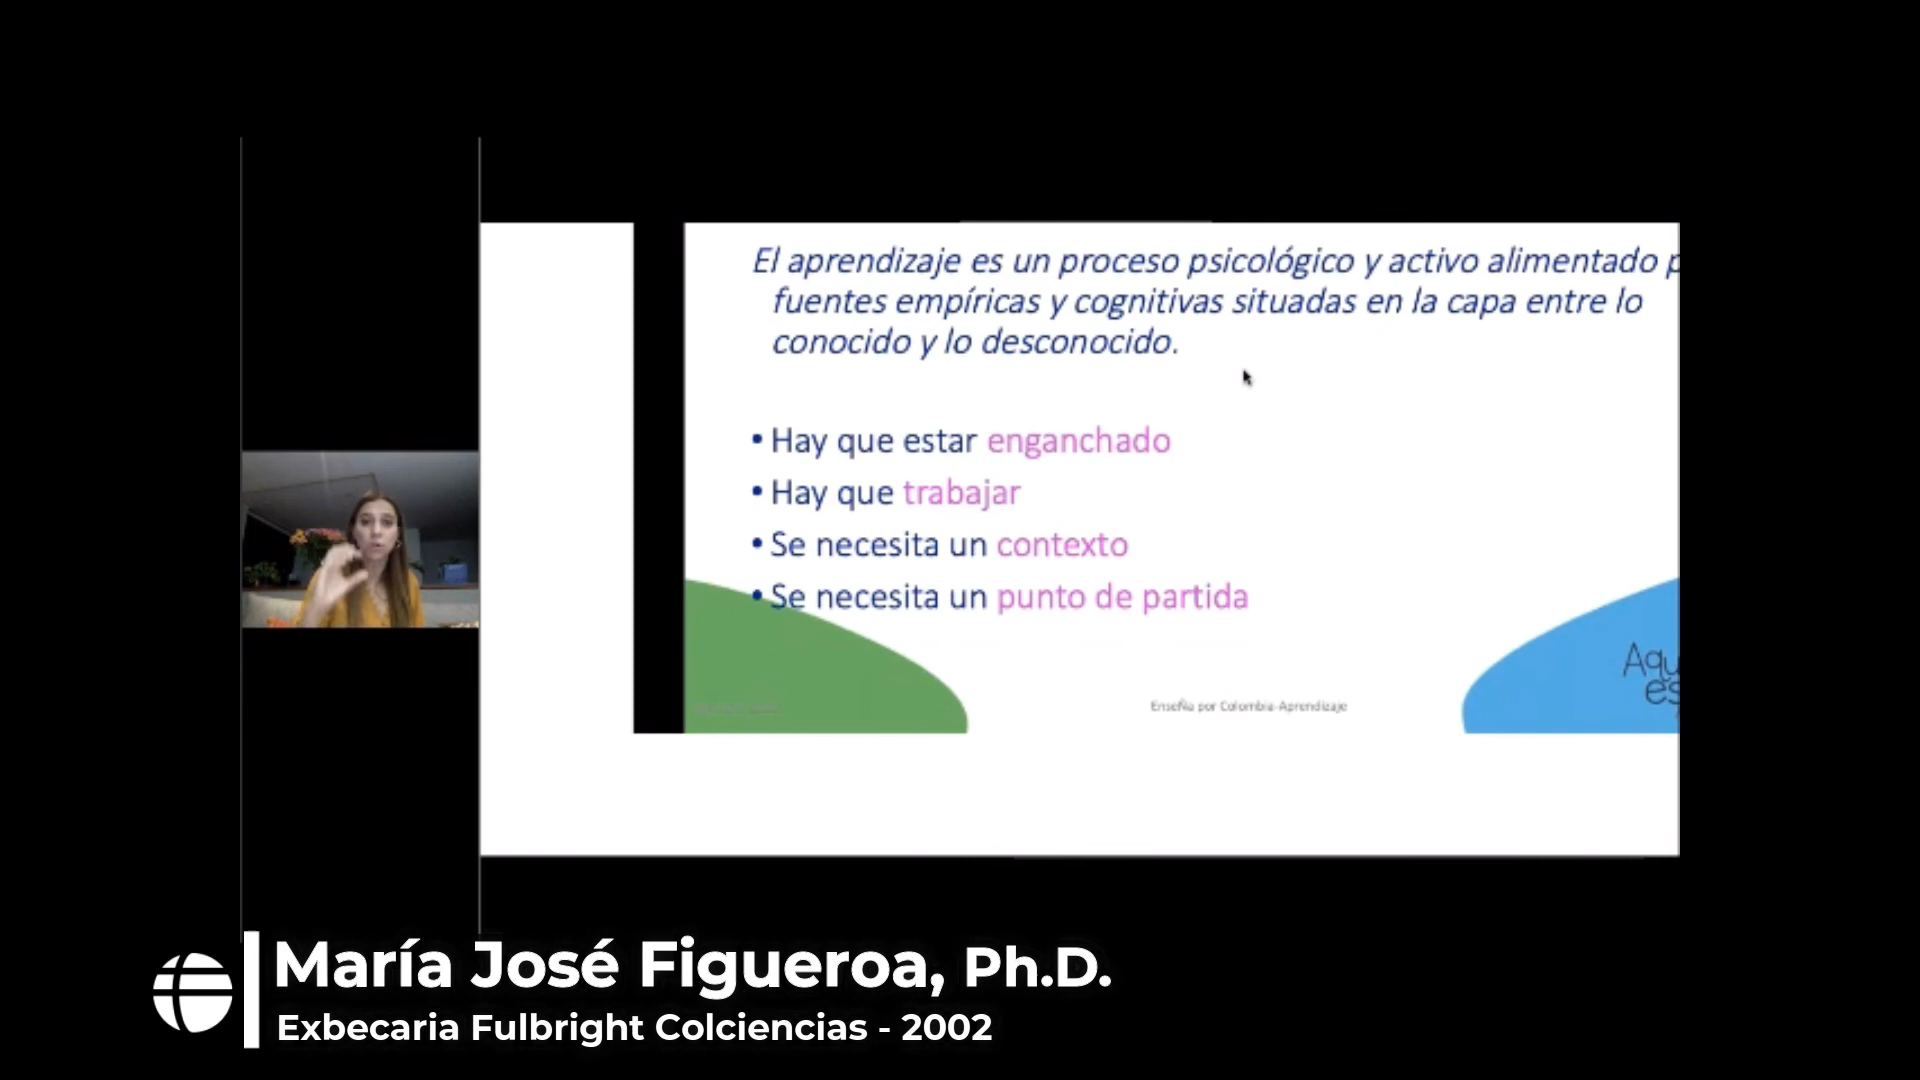 El aprendizaje es un proceso psicológico y activo alimentado p
fuentes empíricas y cognitivas situadas en la capa entre lo
conocido y lo desconocido.
• Hay que estar enganchado
• Hay que trabajar
• Se necesita un contexto
• Se necesita un punto de partida
Aqu
es
Enseña por Colombia-Aprendizaje
María José Figueroa, Ph.D.
Exbecaria Fulbright Colciencias - 2002